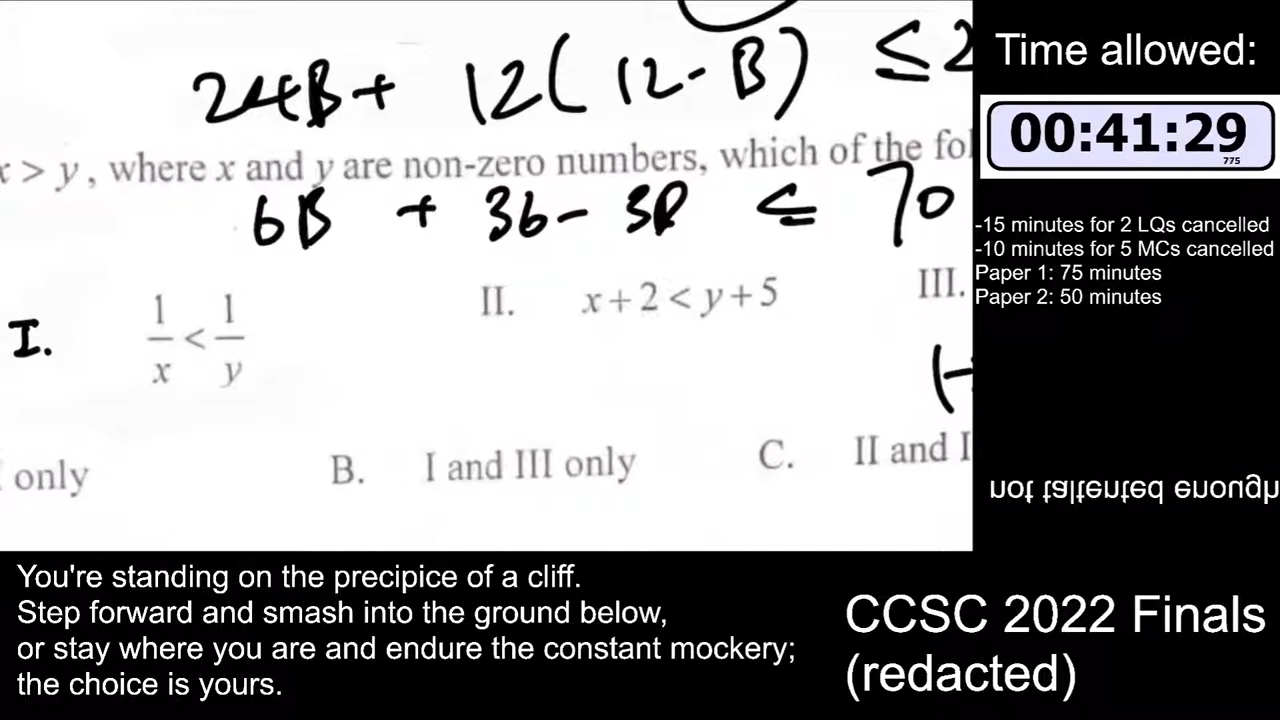 24B + 12(12 - B) ≤ 2
x > y, where x and y are non-zero numbers, which of the fo
6B + 36 - 3B ≤ 70
I. 1/x < 1/y II. x + 2 < y + 5 III.
(-
only B. I and III only C. II and I
Time allowed:
00:41:29
775
-15 minutes for 2 LQs cancelled
-10 minutes for 5 MCs cancelled
Paper 1: 75 minutes
Paper 2: 50 minutes
not taltented enough
You're standing on the precipice of a cliff.
Step forward and smash into the ground below,
or stay where you are and endure the constant mockery;
the choice is yours.
CCSC 2022 Finals
(redacted)